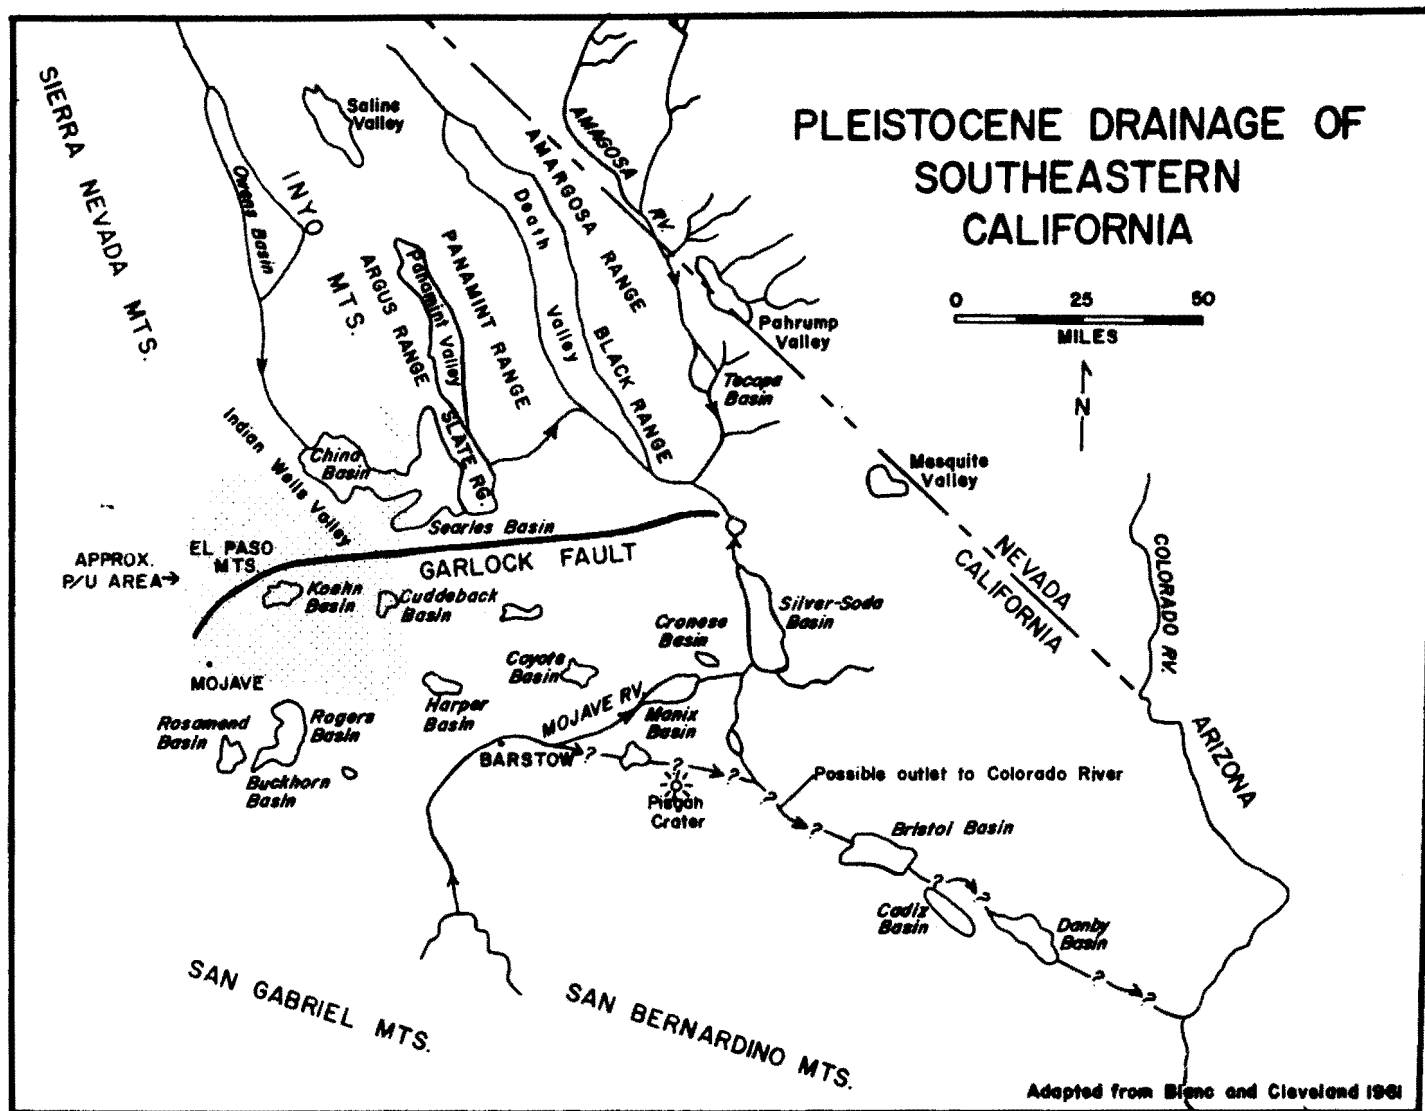 PLEISTOCENE DRAINAGE OF
SOUTHEASTERN
CALIFORNIA
0 25 50
MILES
N
SIERRA NEVADA MTS.
Owens Basin
INYO
MTS.
Saline
Valley
ARGUS RANGE
Panamint Valley
PANAMINT RANGE
SLATE RG.
Death
Valley
AMARGOSA RANGE
BLACK RANGE
AMAGOSA
RV.
Pahrump
Valley
Tecopa
Basin
Mesquite
Valley
NEVADA
CALIFORNIA
COLORADO RV.
ARIZONA
Indian Wells Valley
China
Basin
Searles Basin
GARLOCK FAULT
APPROX.
P/U AREA
EL PASO
MTS.
Koehn
Basin
Cuddeback
Basin
Silver-Soda
Basin
Cronese
Basin
Coyote
Basin
MOJAVE
Harper
Basin
MOJAVE RV.
Manix
Basin
Rosamend
Basin
Rogers
Basin
Buckhorn
Basin
BARSTOW
?
?
?
?
Pisgah
Crater
Possible outlet to Colorado River
?
Bristol Basin
?
?
Cadiz
Basin
Danby
Basin
?
?
SAN GABRIEL MTS.
SAN BERNARDINO MTS.
Adapted from Blanc and Cleveland 1961